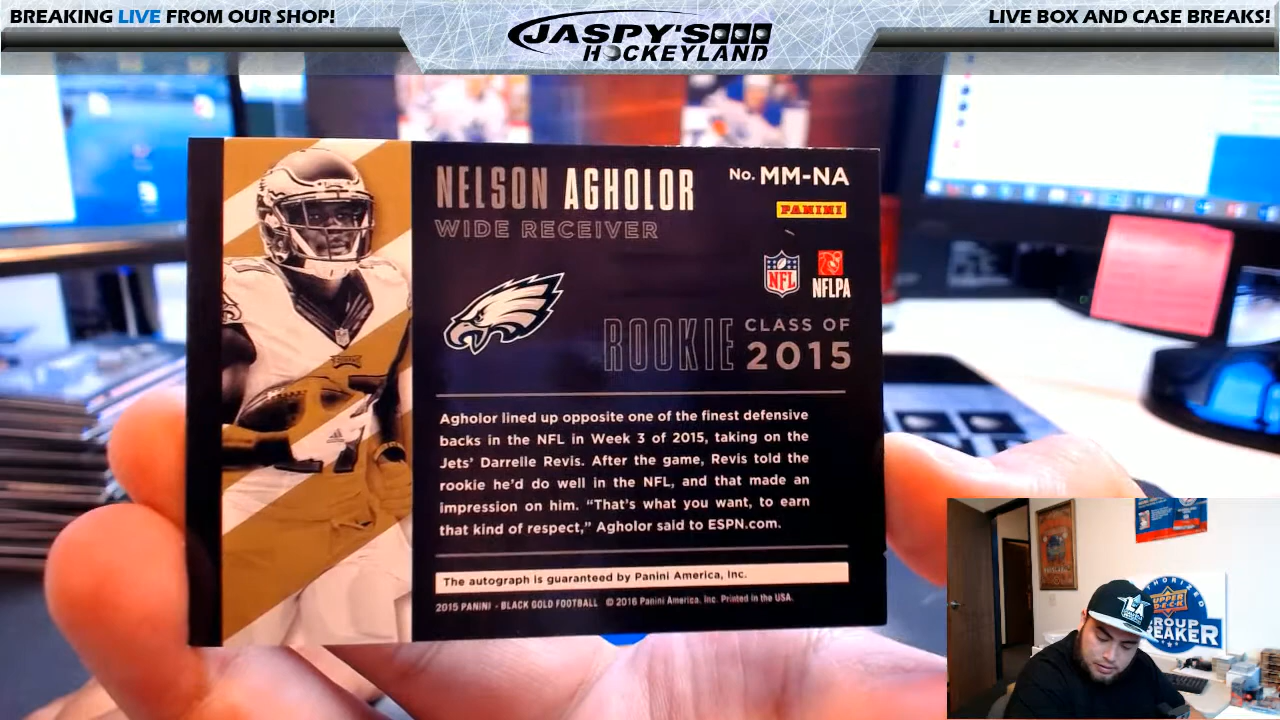 BREAKING LIVE FROM OUR SHOP!
JASPY'S
HOCKEYLAND
LIVE BOX AND CASE BREAKS!
NELSON AGHOLOR
WIDE RECEIVER
No. MM-NA
PANINI
NFL
NFLPA
ROOKIE CLASS OF 2015
Agholor lined up opposite one of the finest defensive
backs in the NFL in Week 3 of 2015, taking on the
Jets' Darrelle Revis. After the game, Revis told the
rookie he'd do well in the NFL, and that made an
impression on him. “That's what you want, to earn
that kind of respect,” Agholor said to ESPN.com.
The autograph is guaranteed by Panini America, Inc.
2015 PANINI - BLACK GOLD FOOTBALL © 2016 Panini America, Inc. Printed in the USA.
UPPER
DECK
GROUP
BREAKER